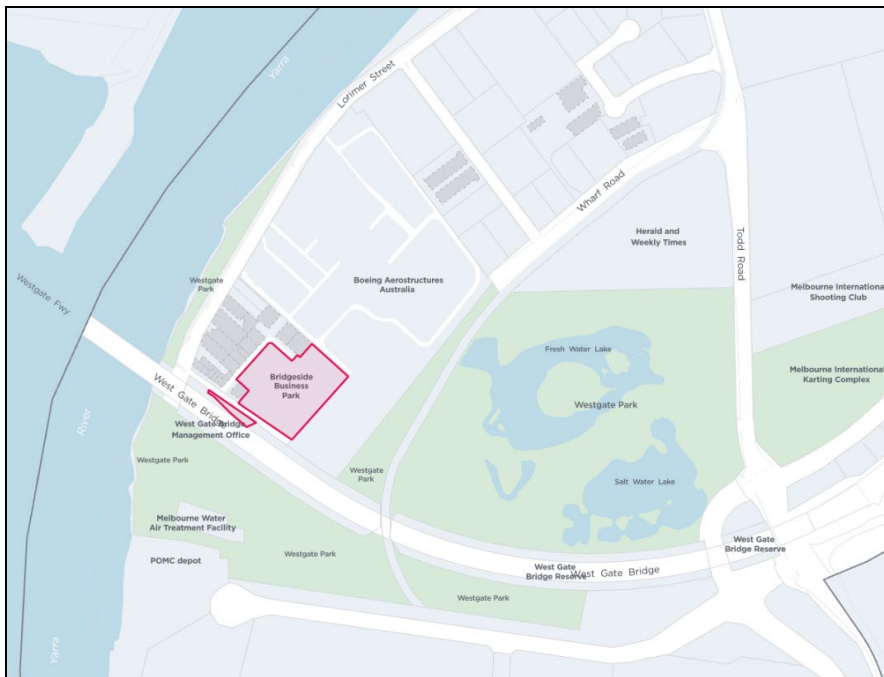 Yarra
Lorimer Street
Wharf Road
Herald and
Weekly Times
Todd Road
Westgate Fwy
Westgate
Park
Boeing Aerostructures
Australia
Melbourne International
Shooting Club
Fresh Water Lake
Bridgeside
Business
Park
Melbourne International
Karting Complex
Westgate Park
West Gate Bridge
River
West Gate Bridge
Management Office
Westgate Park
Westgate
Park
Salt Water Lake
Melbourne Water
Air Treatment Facility
West Gate
Bridge Reserve
Westgate Park
POMC depot
West Gate
Bridge Reserve
West Gate Bridge
Westgate Park
Yarra